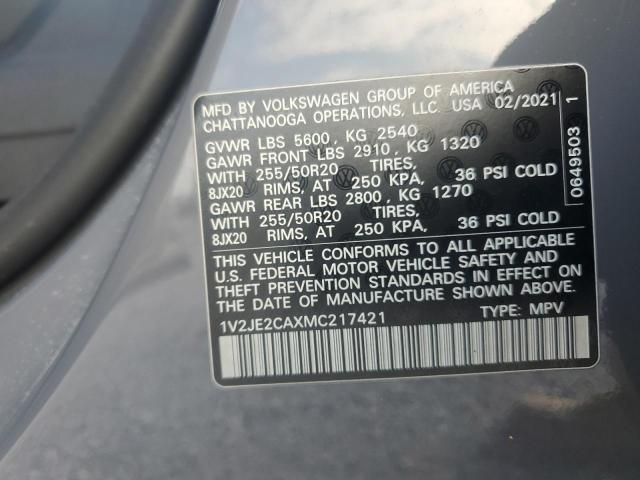 MFD BY VOLKSWAGEN GROUP OF AMERICA
CHATTANOOGA OPERATIONS, LLC. USA 02/2021 1
GVWR LBS 5600, KG 2540
GAWR FRONT LBS 2910, KG 1320
WITH 255/50R20 TIRES,
8JX20 RIMS, AT 250 KPA, 36 PSI COLD
GAWR REAR LBS 2800, KG 1270
WITH 255/50R20 TIRES,
8JX20 RIMS, AT 250 KPA, 36 PSI COLD
THIS VEHICLE CONFORMS TO ALL APPLICABLE
U.S. FEDERAL MOTOR VEHICLE SAFETY AND
THEFT PREVENTION STANDARDS IN EFFECT ON
THE DATE OF MANUFACTURE SHOWN ABOVE.
1V2JE2CAXMC217421 TYPE: MPV
0649503